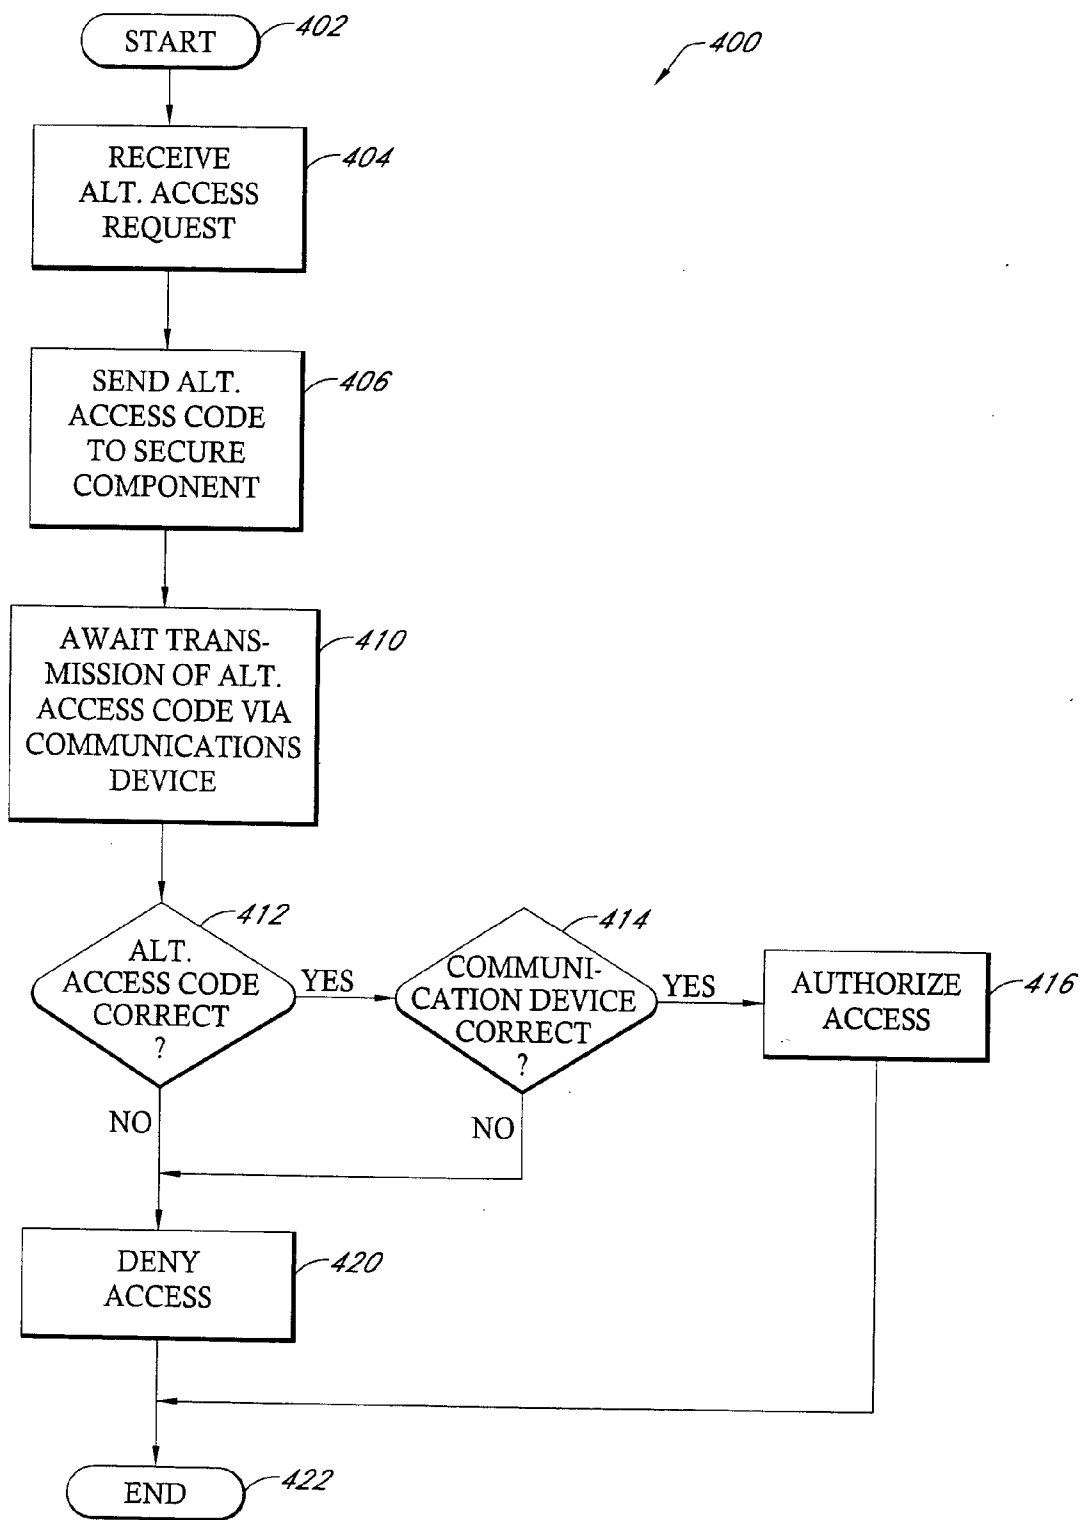 START
402
400
RECEIVE
ALT. ACCESS
REQUEST
404
SEND ALT.
ACCESS CODE
TO SECURE
COMPONENT
406
AWAIT TRANS-
MISSION OF ALT.
ACCESS CODE VIA
COMMUNICATIONS
DEVICE
410
ALT.
ACCESS CODE
CORRECT
?
412
YES
NO
COMMUNI-
CATION DEVICE
CORRECT
?
414
YES
NO
AUTHORIZE
ACCESS
416
DENY
ACCESS
420
END
422